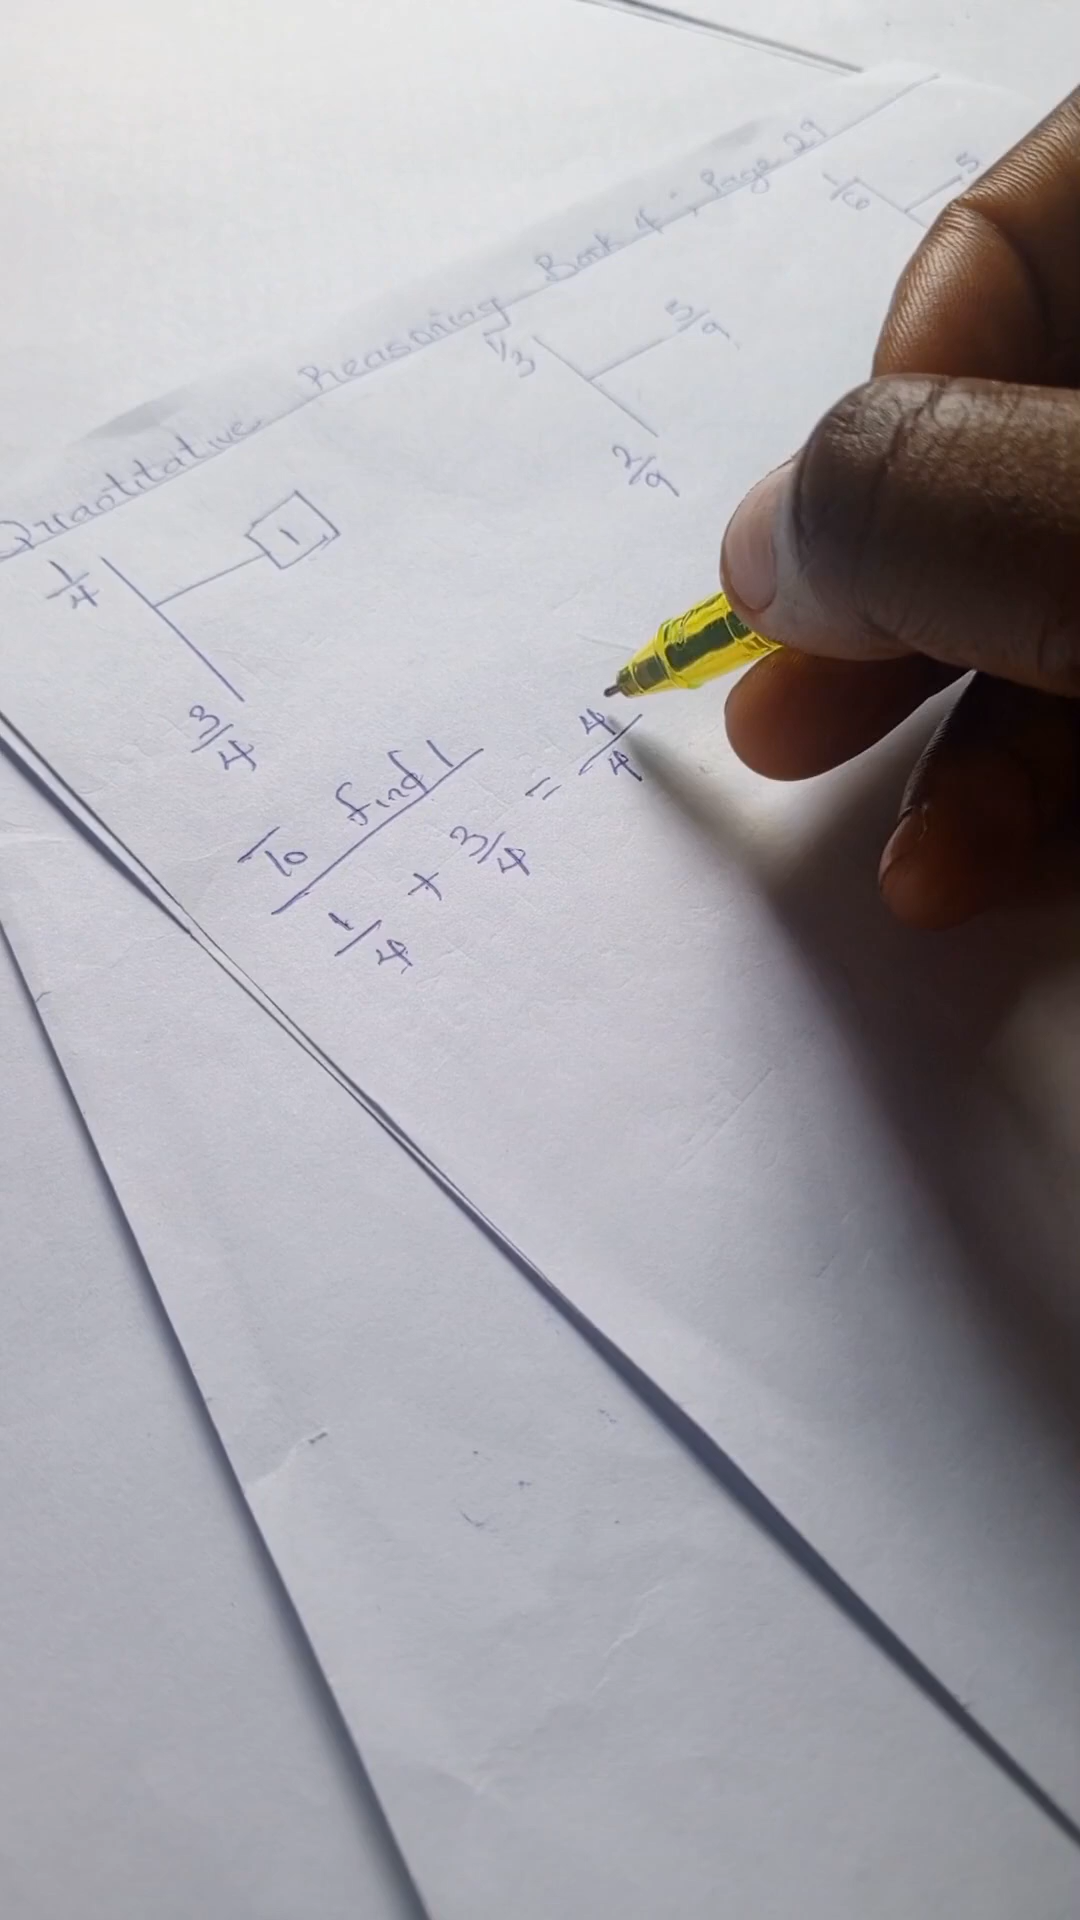 Quantitative Reasoning Book 4; Page 29
1/4
1
3/4
1/3
5/9
2/9
1/6
5
To find 1
1/4 + 3/4 = 4/4